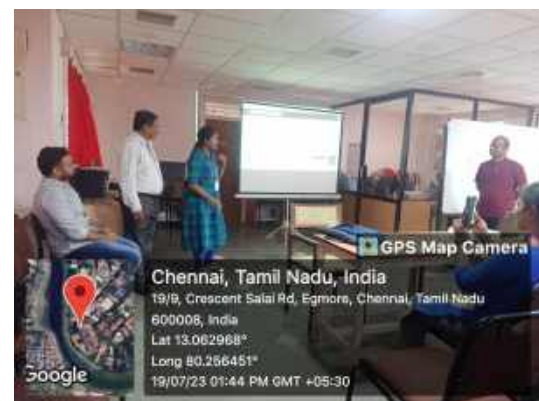 GPS Map Camera
Chennai, Tamil Nadu, India
19/9, Crescent Salai Rd, Egmore, Chennai, Tamil Nadu
600008, India
Lat 13.062968°
Long 80.256451°
19/07/23 01:44 PM GMT +05:30
Google